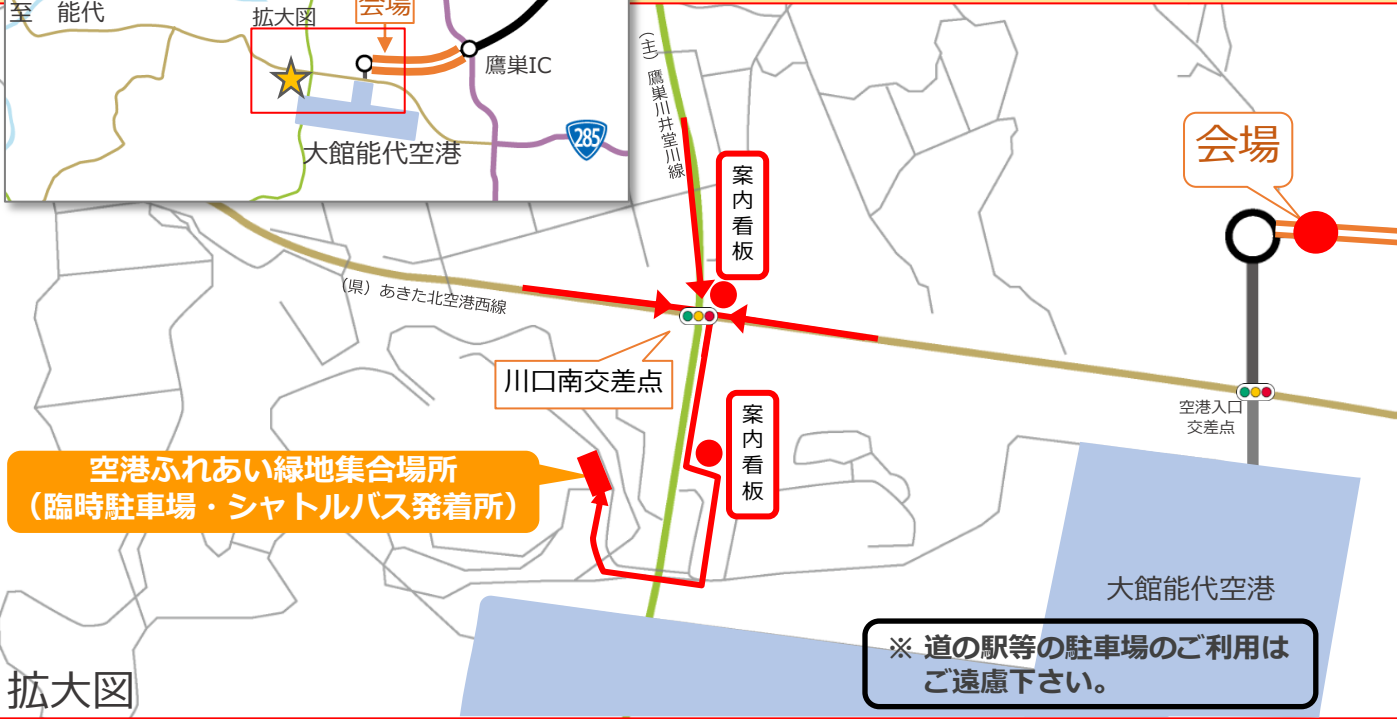 至 能代
拡大図
会場
鷹巣IC
285
大館能代空港
(主) 鷹巣川井堂川線
案内看板
会場
(県) あきた北空港西線
川口南交差点
空港入口
交差点
案内看板
空港ふれあい緑地集合場所
(臨時駐車場・シャトルバス発着所)
大館能代空港
※ 道の駅等の駐車場のご利用は
ご遠慮下さい。
拡大図